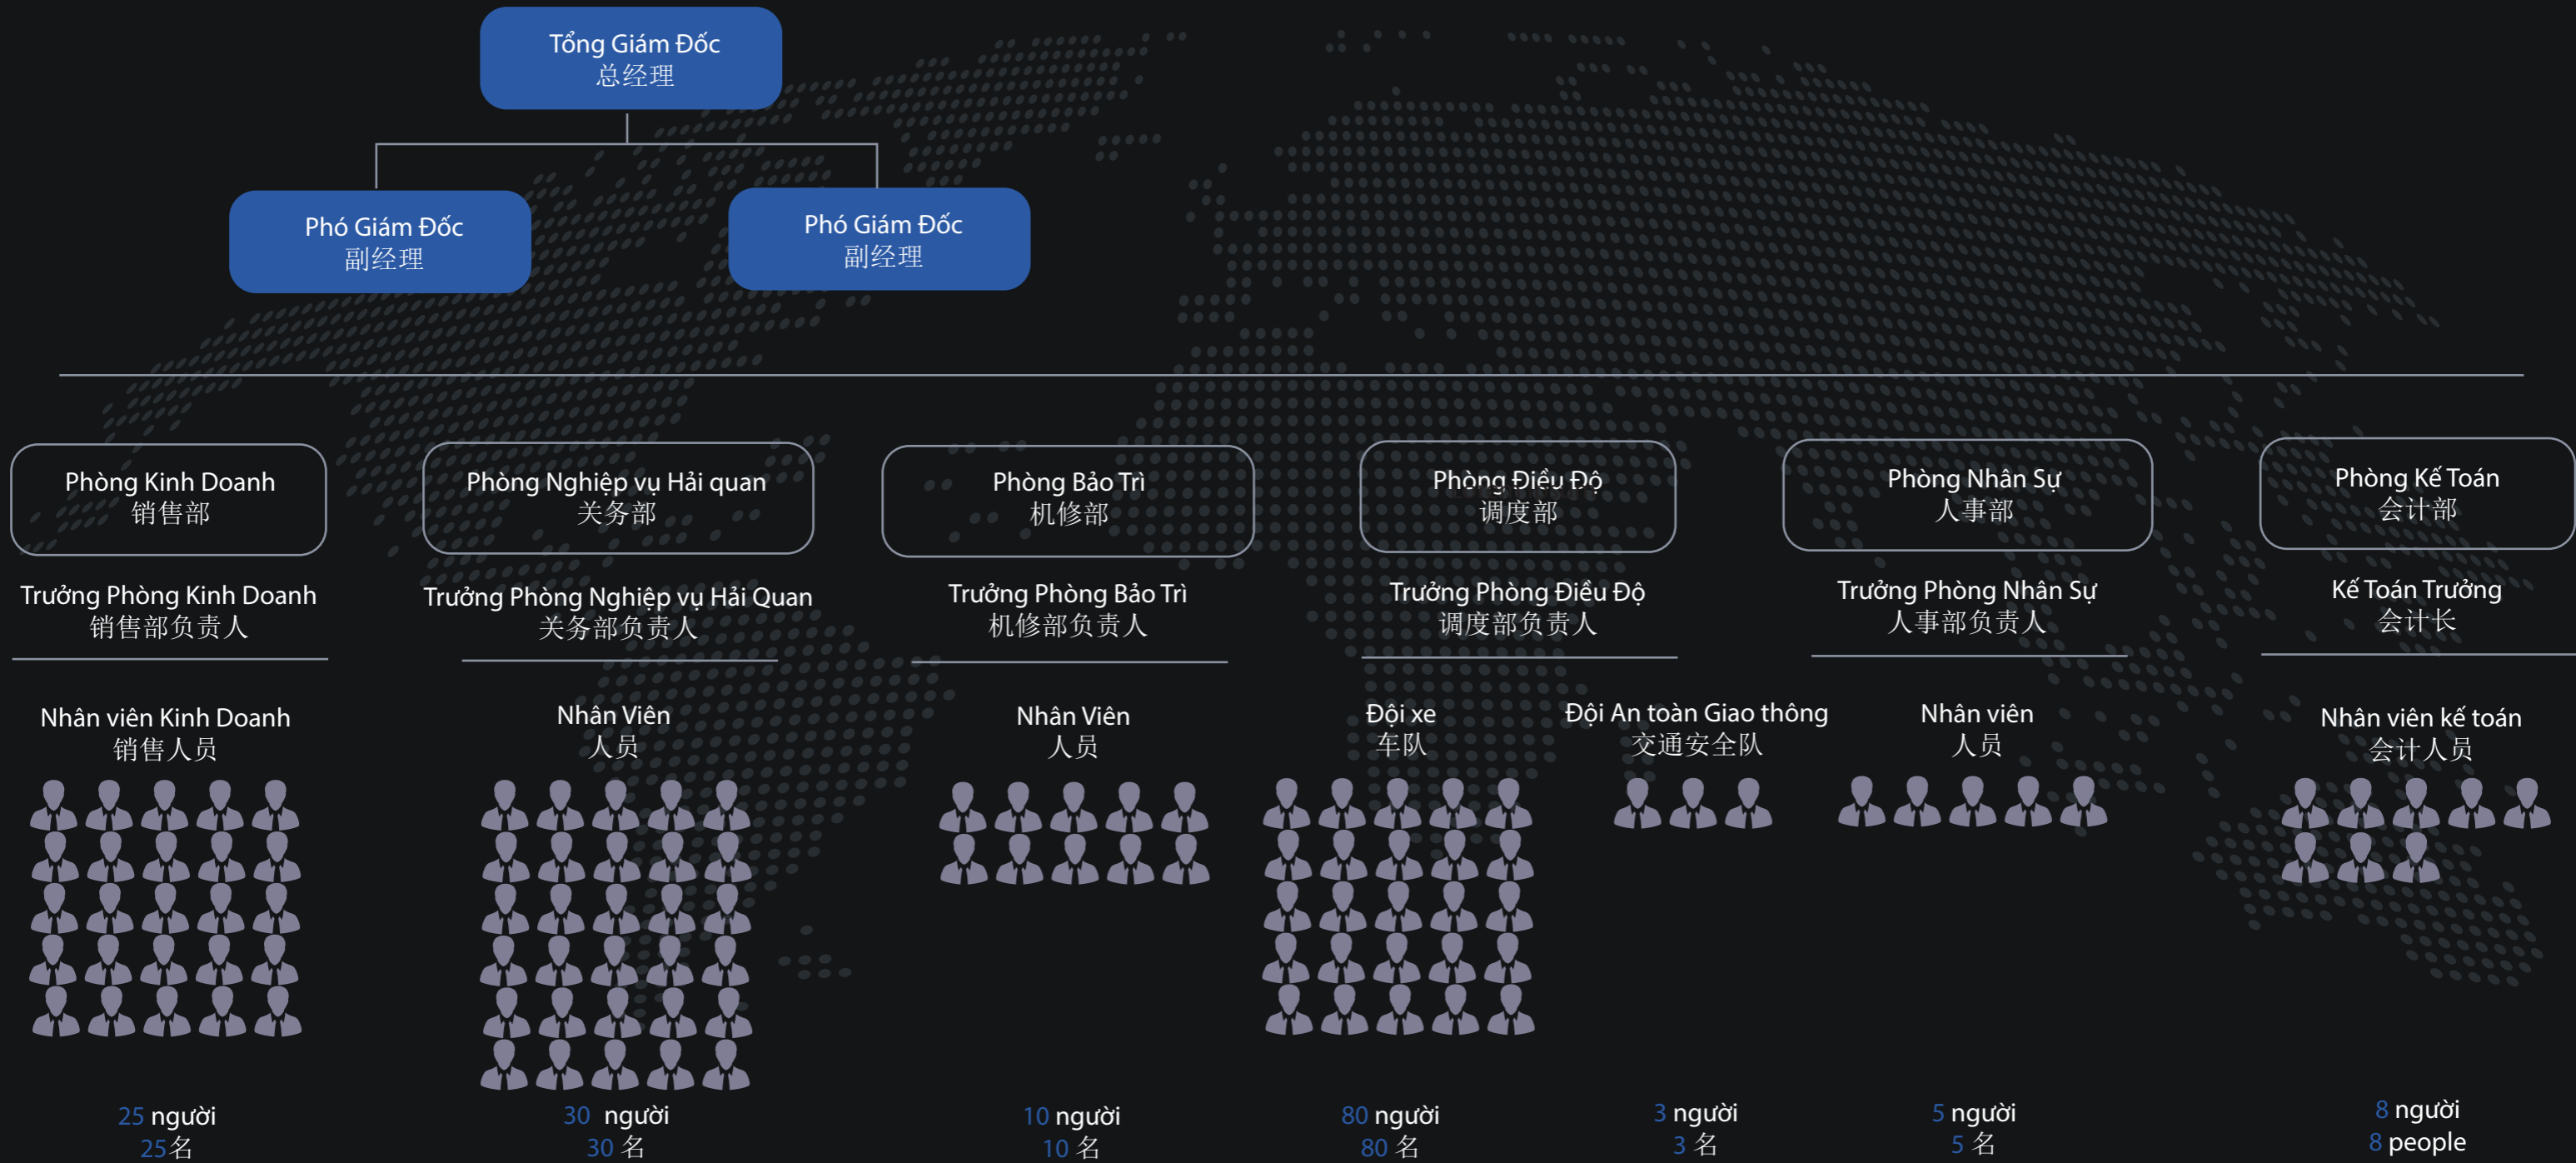 Tổng Giám Đốc
总经理
Phó Giám Đốc
副经理
Phó Giám Đốc
副经理
Phòng Kinh Doanh
销售部
Phòng Nghiệp vụ Hải quan
关务部
Phòng Bảo Trì
机修部
Phòng Điều Độ
调度部
Phòng Nhân Sự
人事部
Phòng Kế Toán
会计部
Trưởng Phòng Kinh Doanh
销售部负责人
Trưởng Phòng Nghiệp vụ Hải Quan
关务部负责人
Trưởng Phòng Bảo Trì
机修部负责人
Trưởng Phòng Điều Độ
调度部负责人
Trưởng Phòng Nhân Sự
人事部负责人
Kế Toán Trưởng
会计长
Nhân viên Kinh Doanh
销售人员
Nhân Viên
人员
Nhân Viên
人员
Đội xe
车队
Đội An toàn Giao thông
交通安全队
Nhân viên
人员
Nhân viên kế toán
会计人员
25 người
25名
30 người
30 名
10 người
10 名
80 người
80 名
3 người
3 名
5 người
5 名
8 người
8 people